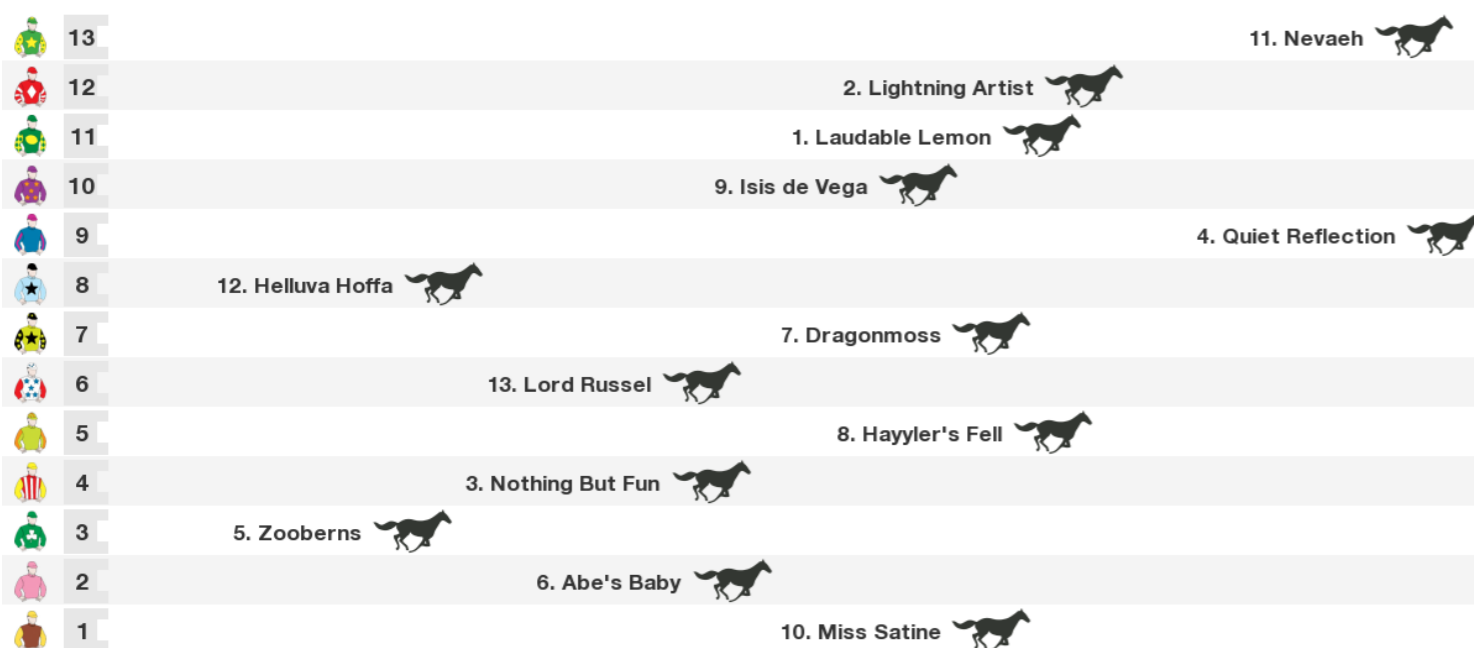 13 11. Nevaeh
12 2. Lightning Artist
11 1. Laudable Lemon
10 9. Isis de Vega
9 4. Quiet Reflection
8 12. Helluva Hoffa
7 7. Dragonmoss
6 13. Lord Russel
5 8. Hayyler's Fell
4 3. Nothing But Fun
3 5. Zooberns
2 6. Abe's Baby
1 10. Miss Satine